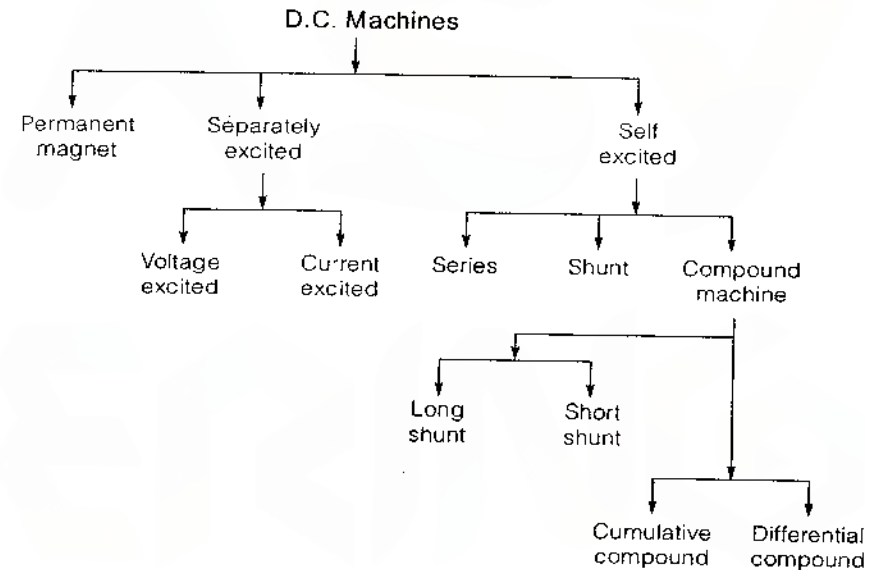 D.C. Machines
Permanent
magnet
Separately
excited
Self
excited
Voltage
excited
Current
excited
Series
Shunt
Compound
machine
Long
shunt
Short
shunt
Cumulative
compound
Differential
compound